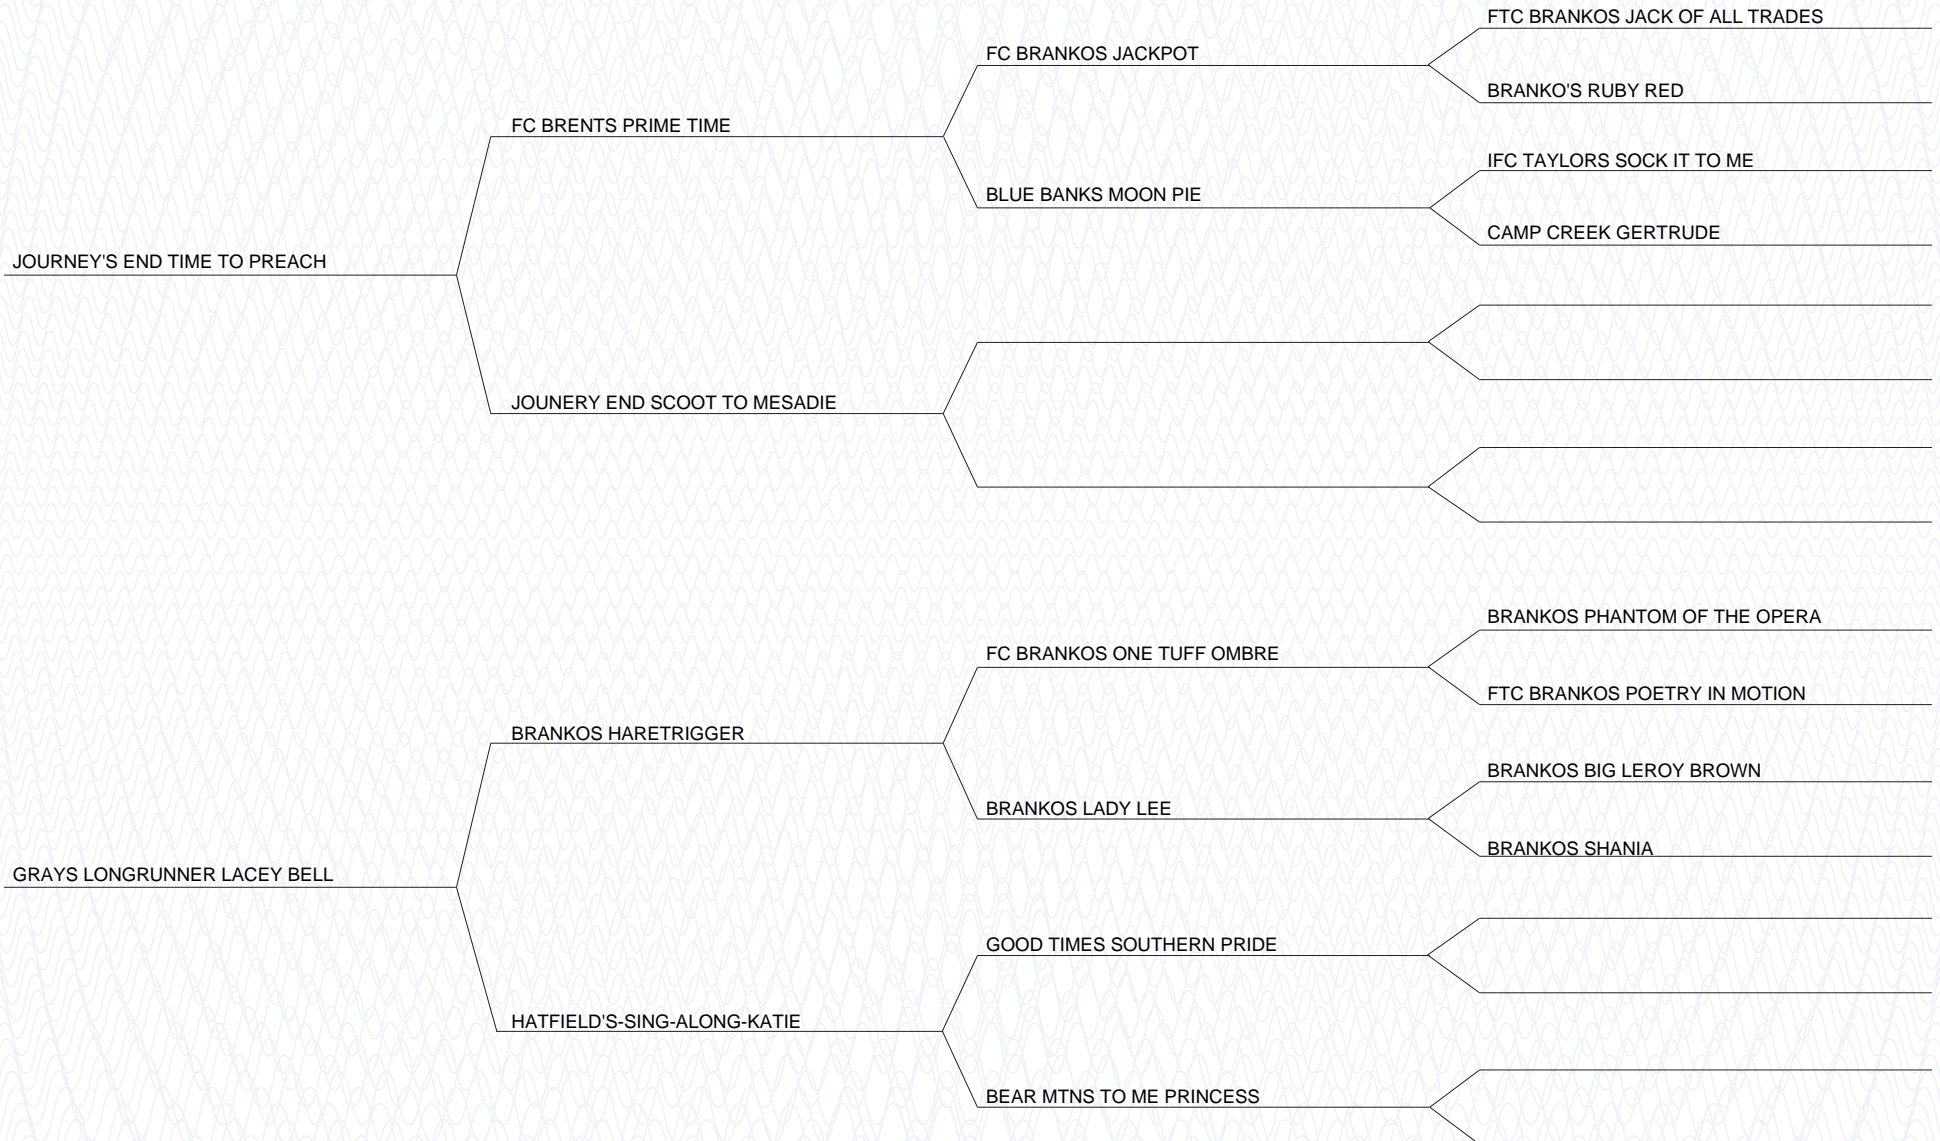 FTC BRANKOS JACK OF ALL TRADES
FC BRANKOS JACKPOT
BRANKO'S RUBY RED
FC BRENTS PRIME TIME
IFC TAYLORS SOCK IT TO ME
BLUE BANKS MOON PIE
CAMP CREEK GERTRUDE
JOURNEY'S END TIME TO PREACH
JOUNERY END SCOOT TO MESADIE
BRANKOS PHANTOM OF THE OPERA
FC BRANKOS ONE TUFF OMBRE
FTC BRANKOS POETRY IN MOTION
BRANKOS HARETRIGGER
BRANKOS BIG LEROY BROWN
BRANKOS LADY LEE
BRANKOS SHANIA
GRAYS LONGRUNNER LACEY BELL
GOOD TIMES SOUTHERN PRIDE
HATFIELD'S-SING-ALONG-KATIE
BEAR MTNS TO ME PRINCESS